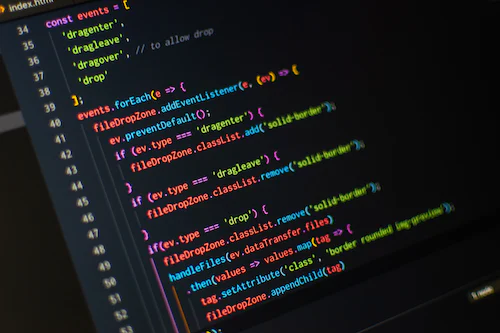 index.html
34 const events = [
35 'dragenter',
36 'dragleave',
37 'dragover', // to allow drop
38 'drop'
39 ];
40 events.forEach(e => {
41 fileDropZone.addEventListener(e, (ev) => {
42 ev.preventDefault();
43 if (ev.type === 'dragenter') {
44 fileDropZone.classList.add('solid-border');
45 }
46 if (ev.type === 'dragleave') {
47 fileDropZone.classList.remove('solid-border');
48 }
49 if(ev.type === 'drop') {
50 fileDropZone.classList.remove('solid-border');
51 handleFiles(ev.dataTransfer.files)
52 .then(values => values.map(tag => {
53 tag.setAttribute('class', 'border rounded img-preview');
fileDropZone.appendChild(tag)